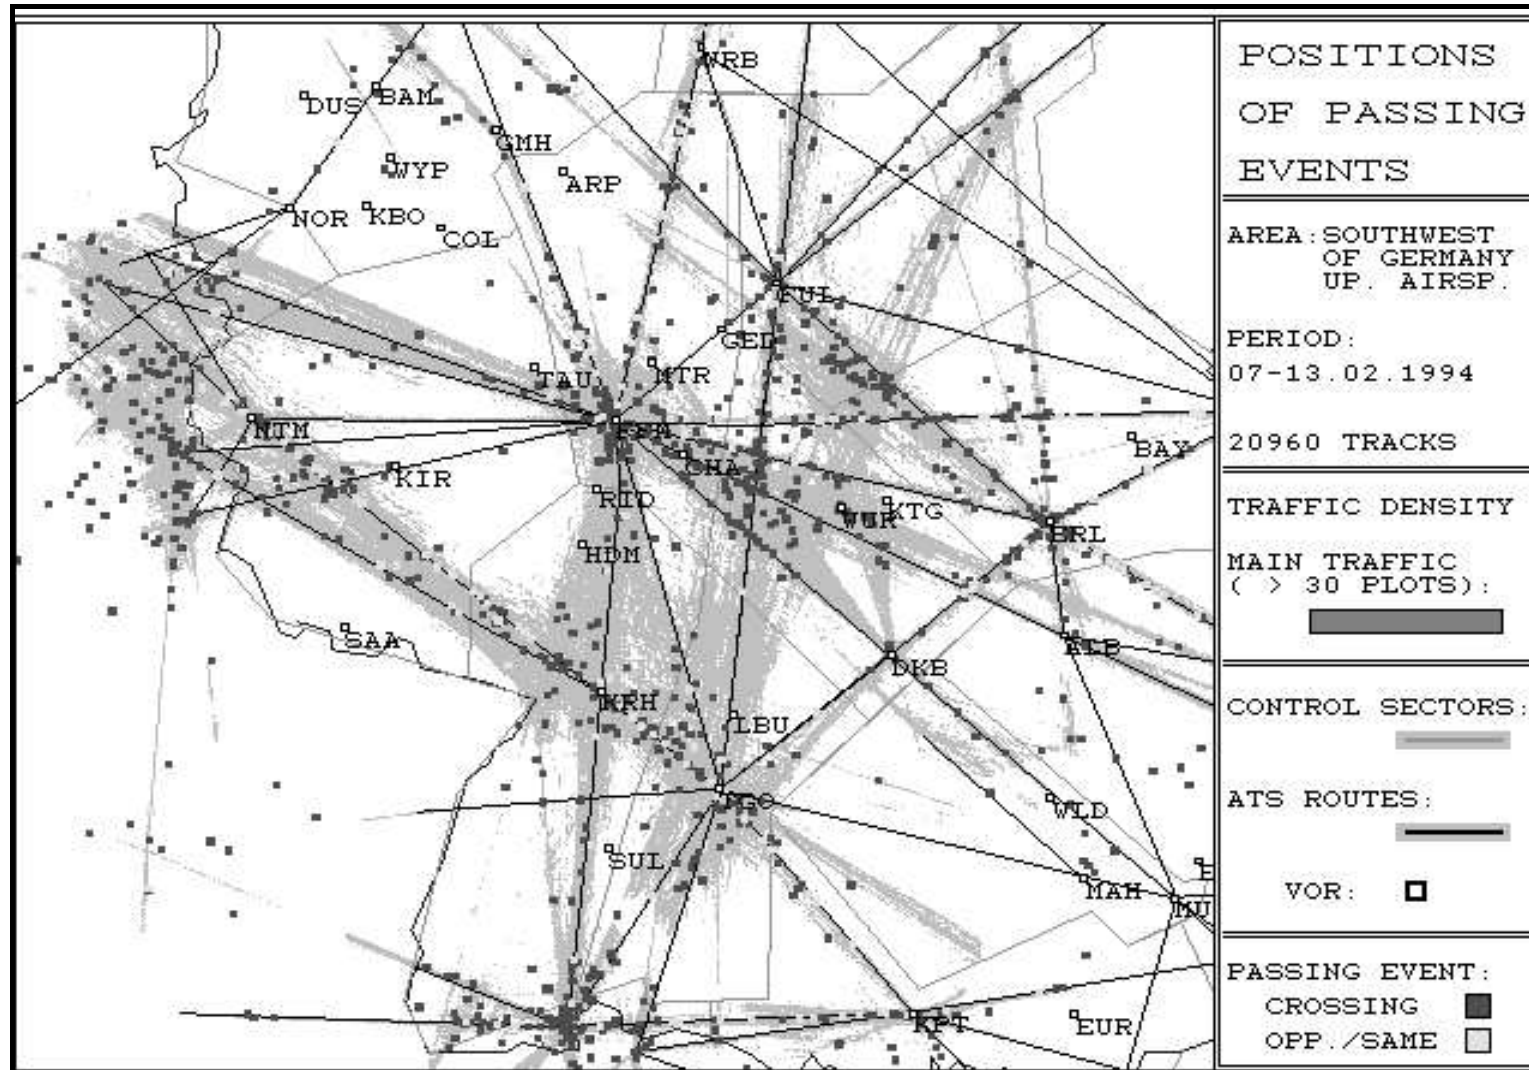 WRB
BAM
DUS
GMH
WYP
ARP
KBO
NOR
COL
FUL
GED
MTR
TAU
NTM
FFM
CHA
KIR
RID
WUR
KTG
BAY
ERL
HDM
SAA
DKB
ALB
KRH
LBU
TGO
WLD
SUL
MAH
MU
KPT
EUR
POSITIONS
OF PASSING
EVENTS
AREA:SOUTHWEST
OF GERMANY
UP. AIRSP.
PERIOD:
07-13.02.1994
20960 TRACKS
TRAFFIC DENSITY
MAIN TRAFFIC
( > 30 PLOTS):
CONTROL SECTORS:
ATS ROUTES:
VOR:
PASSING EVENT:
CROSSING
OPP./SAME